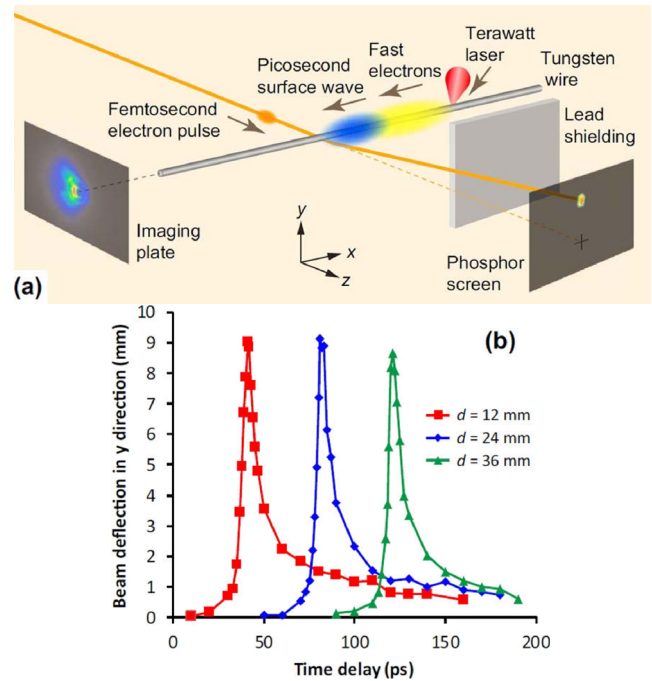 Terawatt
laser
Fast
electrons
Tungsten
wire
Picosecond
surface wave
Femtosecond
electron pulse
Lead
shielding
Imaging
plate
y
x
z
Phosphor
screen
(a)
(b)
Beam deflection in y direction (mm)
10
9
8
7
6
5
4
3
2
1
0
d = 12 mm
d = 24 mm
d = 36 mm
0 50 100 150 200
Time delay (ps)